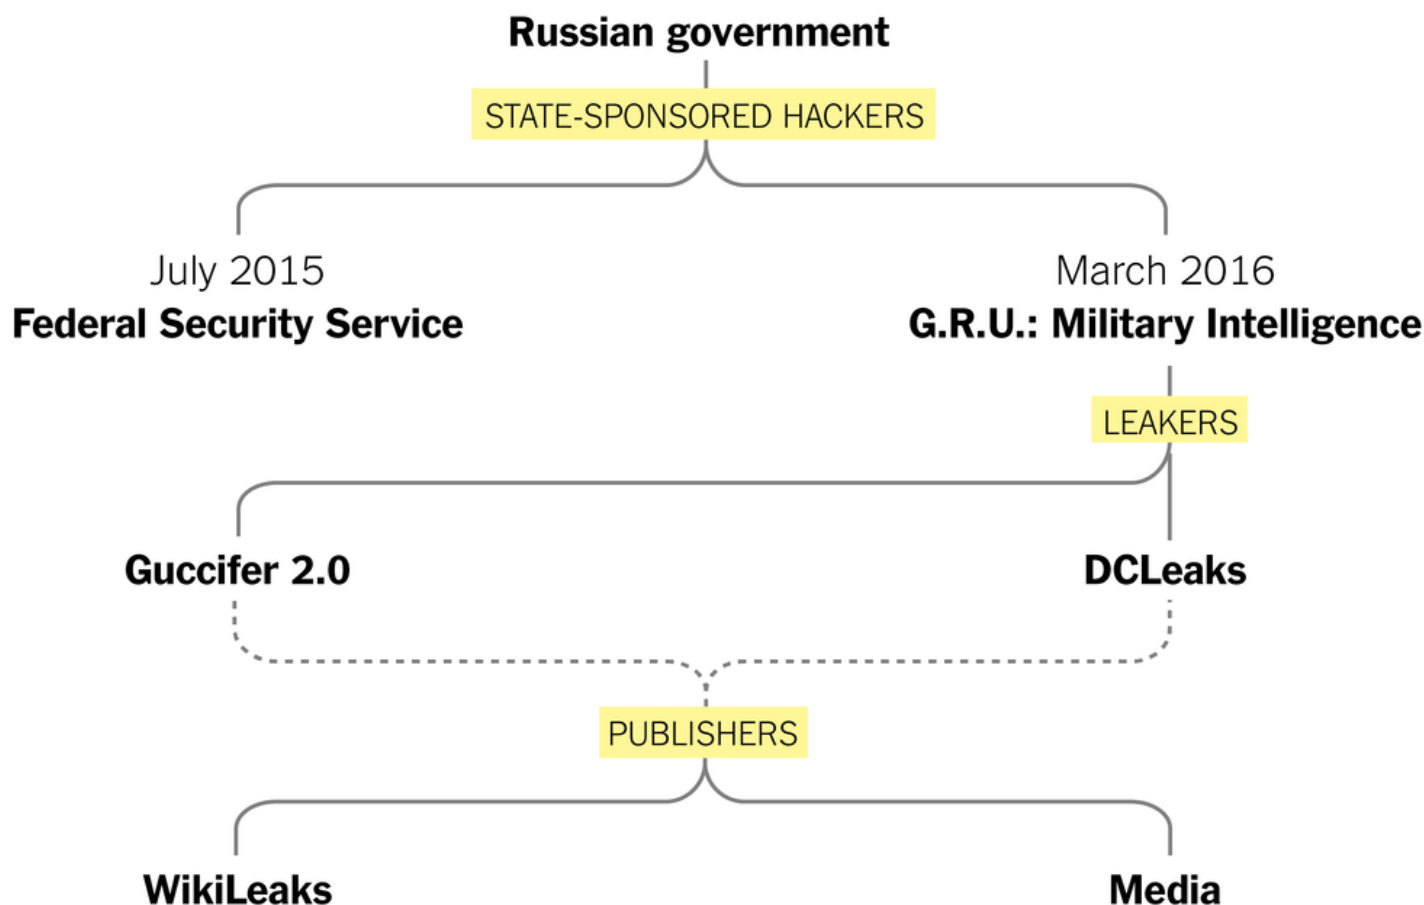 Russian government
STATE-SPONSORED HACKERS
July 2015
Federal Security Service
March 2016
G.R.U.: Military Intelligence
LEAKERS
Guccifer 2.0
DCLeaks
PUBLISHERS
WikiLeaks
Media